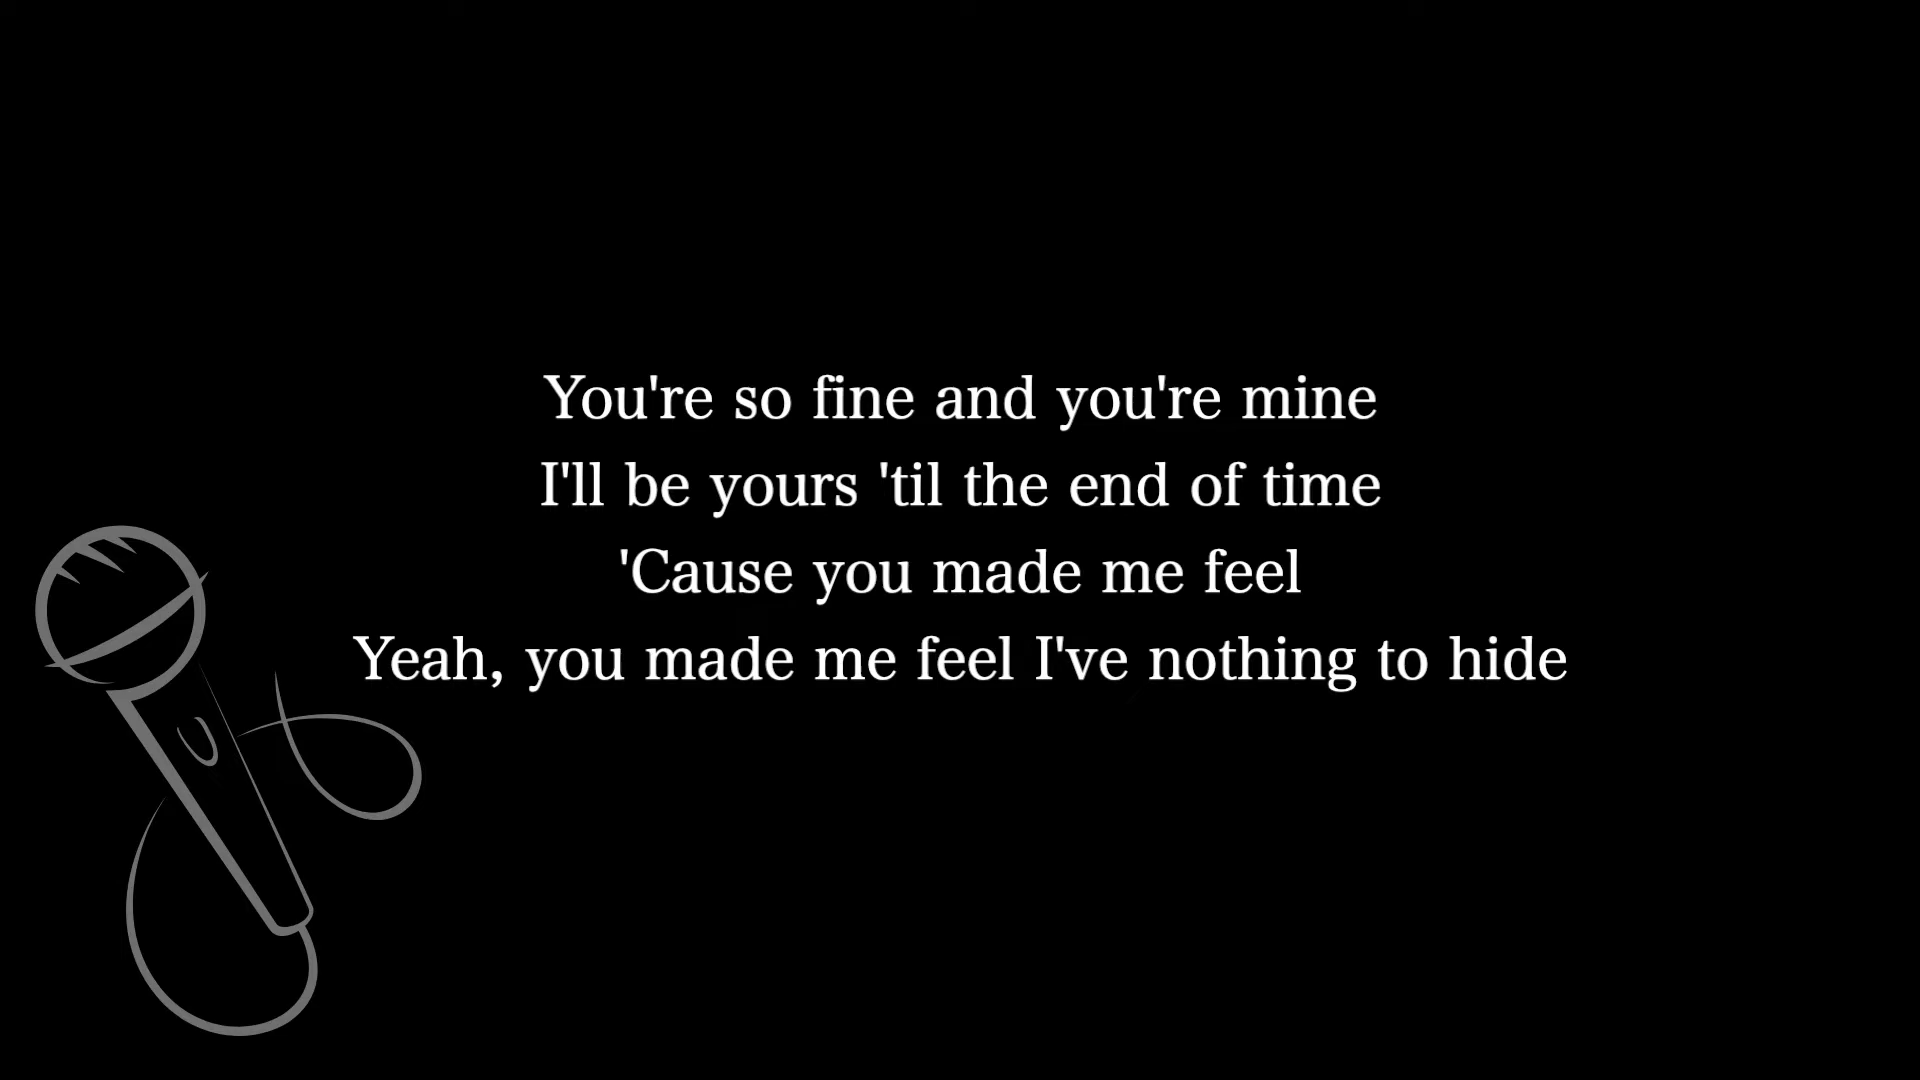 You're so fine and you're mine
I'll be yours 'til the end of time
'Cause you made me feel
Yeah, you made me feel I've nothing to hide